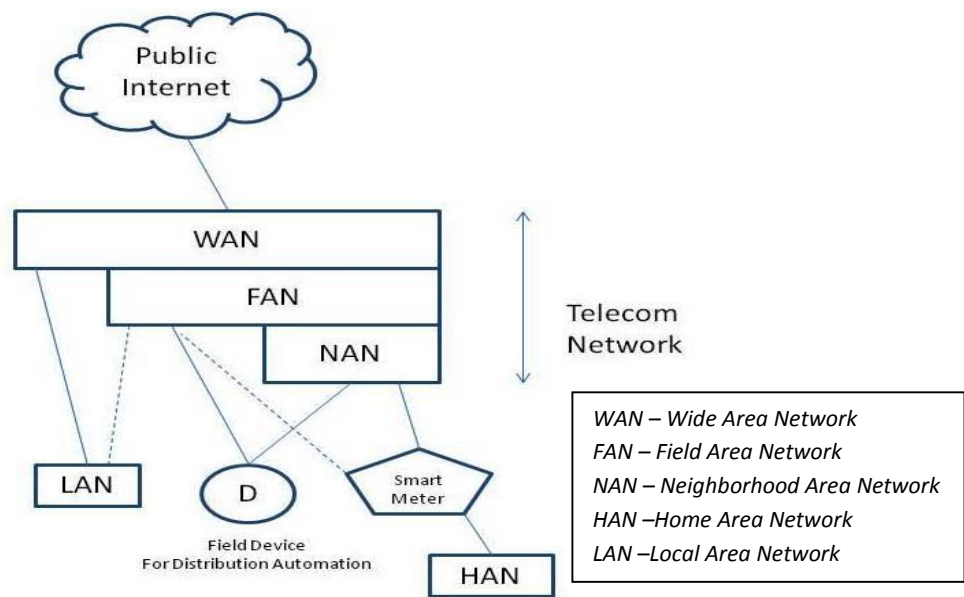 Public
Internet
WAN
FAN
NAN
Telecom
Network
LAN
D
Smart
Meter
Field Device
For Distribution Automation
HAN
WAN – Wide Area Network
FAN – Field Area Network
NAN – Neighborhood Area Network
HAN –Home Area Network
LAN –Local Area Network